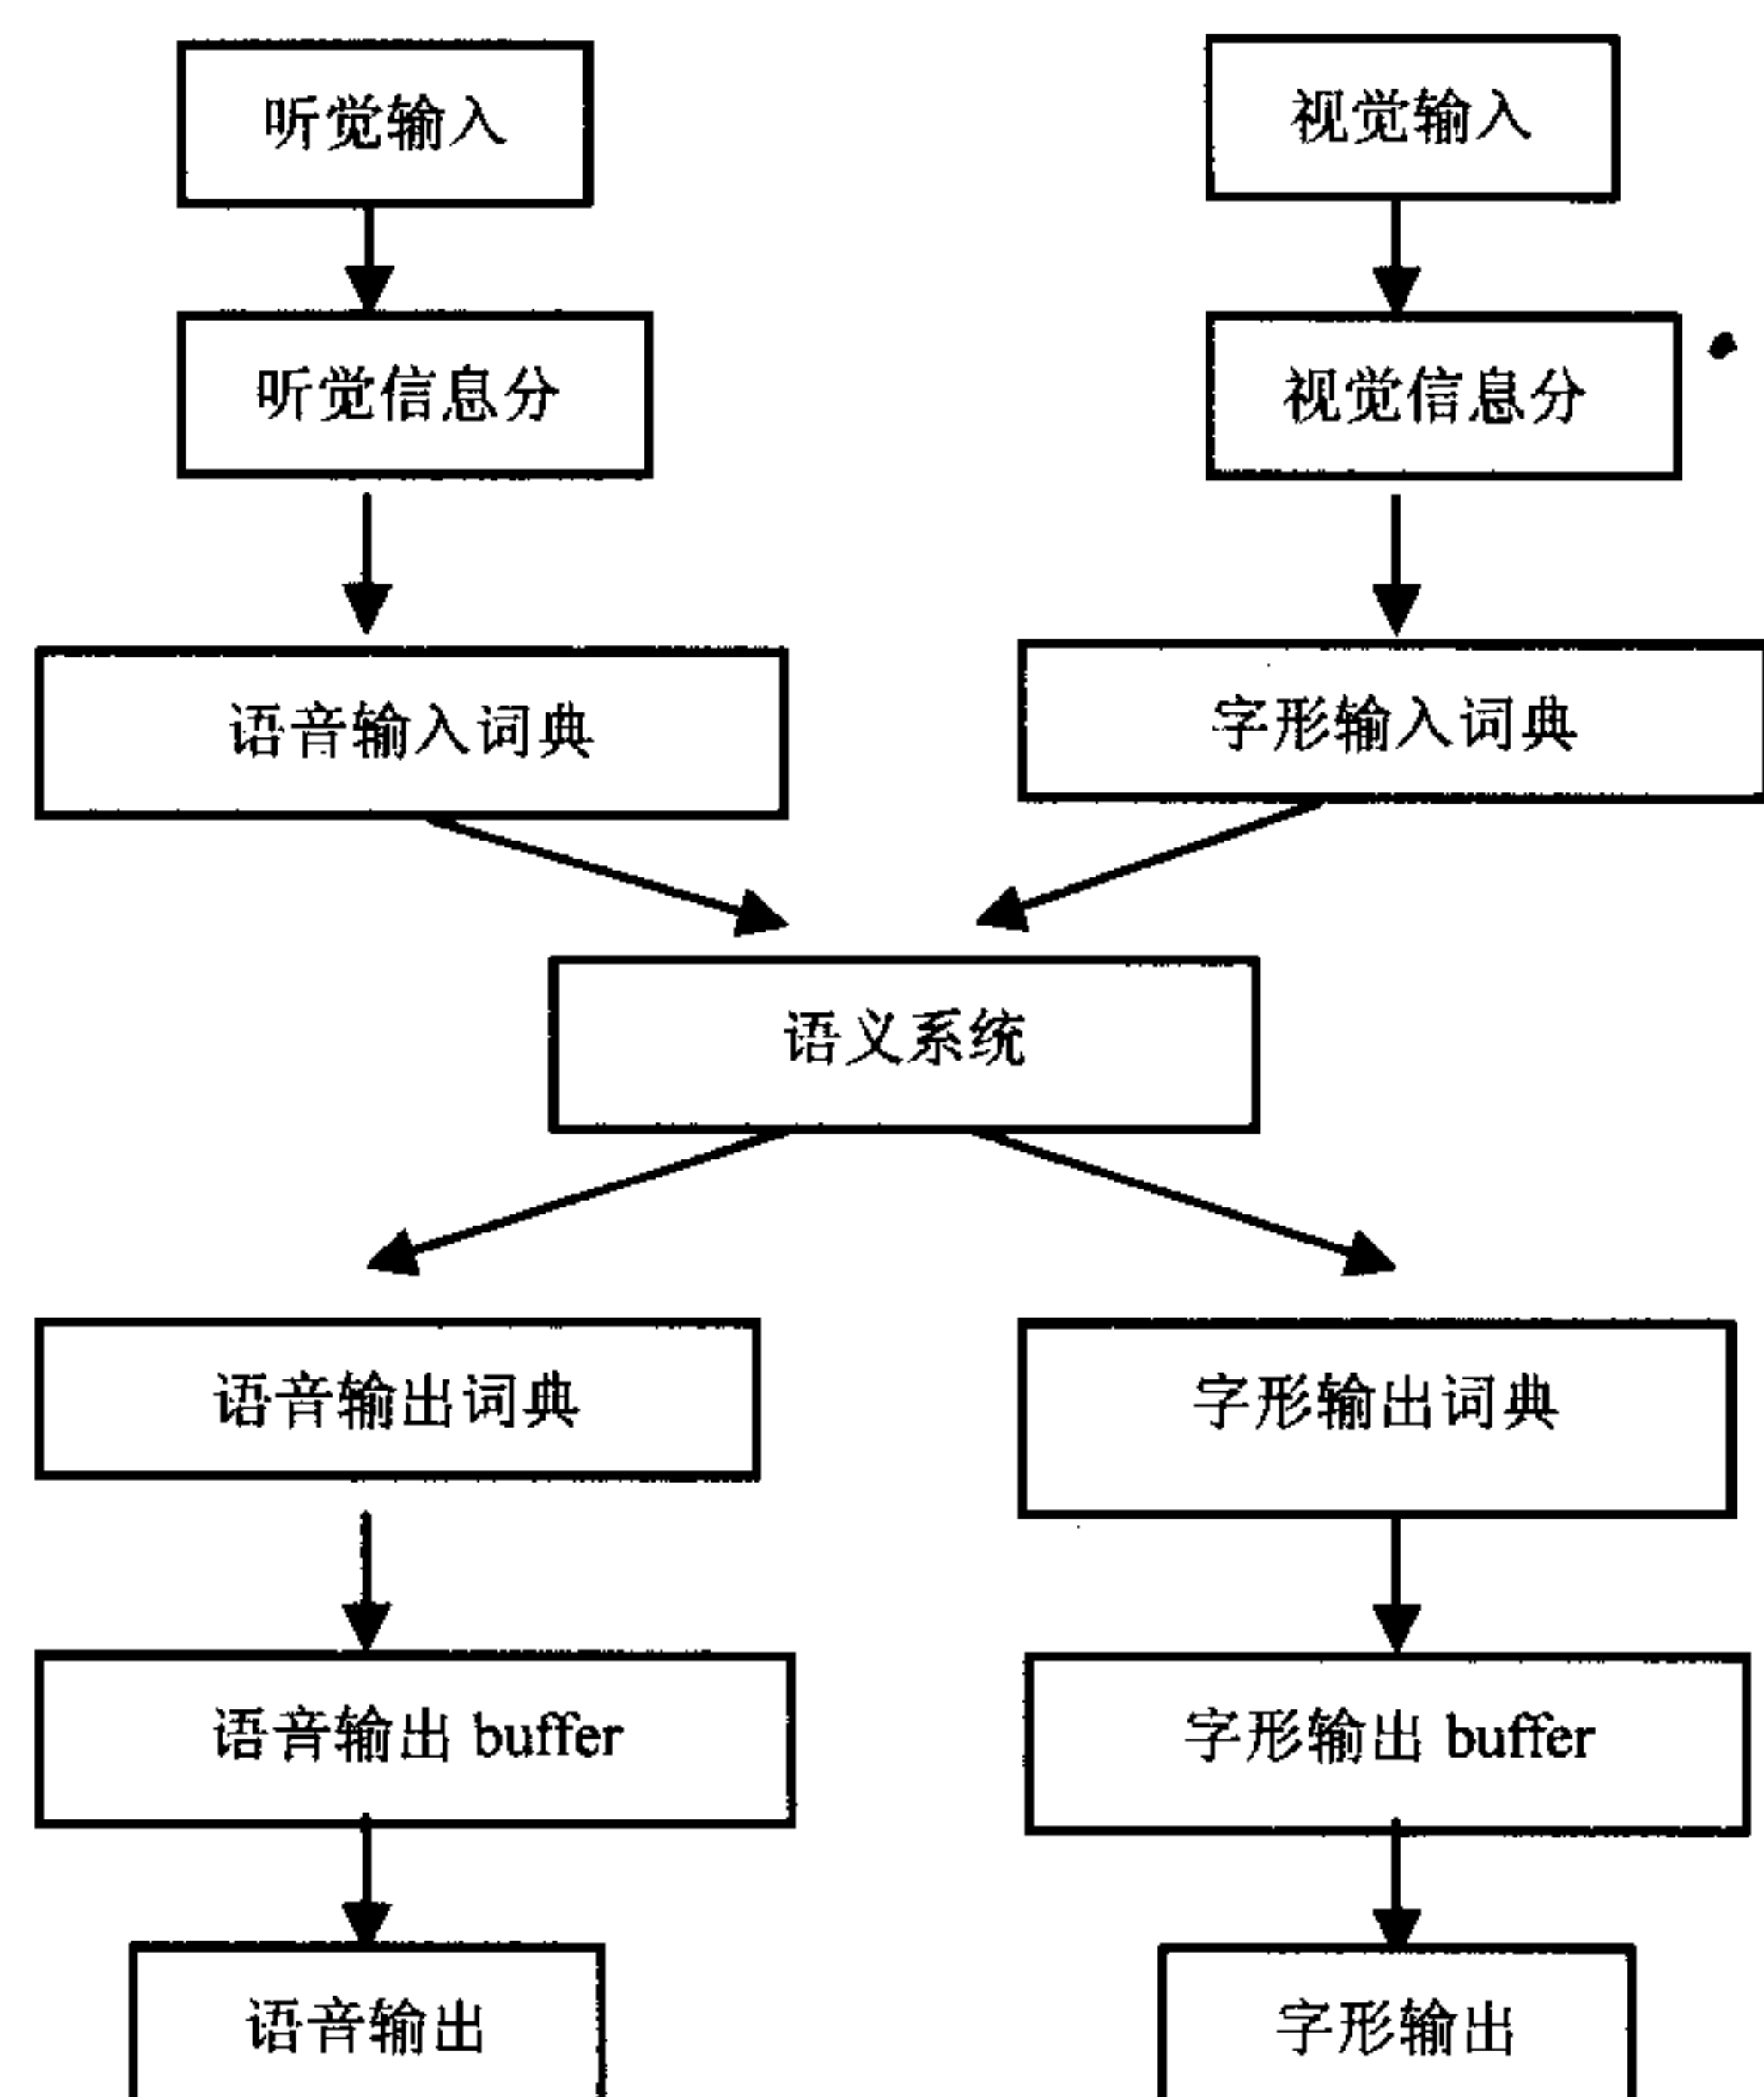 听觉输入
视觉输入
听觉信息分
视觉信息分
语音输入词典
字形输入词典
语义系统
语音输出词典
字形输出词典
语音输出 buffer
字形输出 buffer
语音输出
字形输出